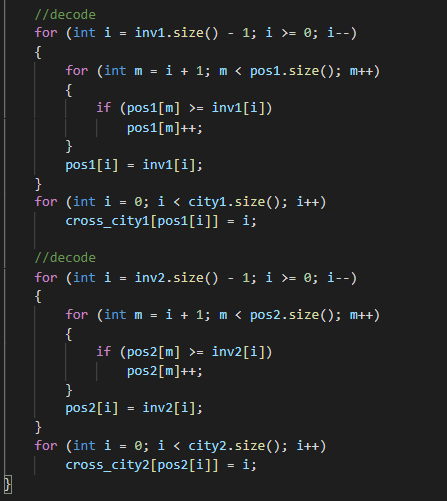 //decode
for (int i = inv1.size() - 1; i >= 0; i--)
{
for (int m = i + 1; m < pos1.size(); m++)
{
if (pos1[m] >= inv1[i])
pos1[m]++;
}
pos1[i] = inv1[i];
}
for (int i = 0; i < city1.size(); i++)
cross_city1[pos1[i]] = i;
//decode
for (int i = inv2.size() - 1; i >= 0; i--)
{
for (int m = i + 1; m < pos2.size(); m++)
{
if (pos2[m] >= inv2[i])
pos2[m]++;
}
pos2[i] = inv2[i];
}
for (int i = 0; i < city2.size(); i++)
cross_city2[pos2[i]] = i;
}